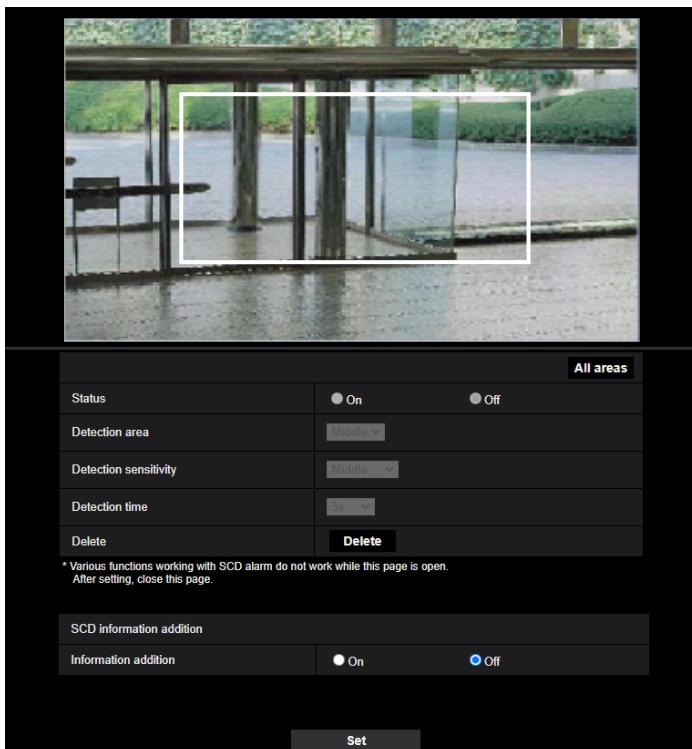 All areas
Status On Off
Detection area Middle
Detection sensitivity Middle
Detection time 3s
Delete Delete
* Various functions working with SCD alarm do not work while this page is open.
After setting, close this page.
SCD information addition
Information addition On Off
Set